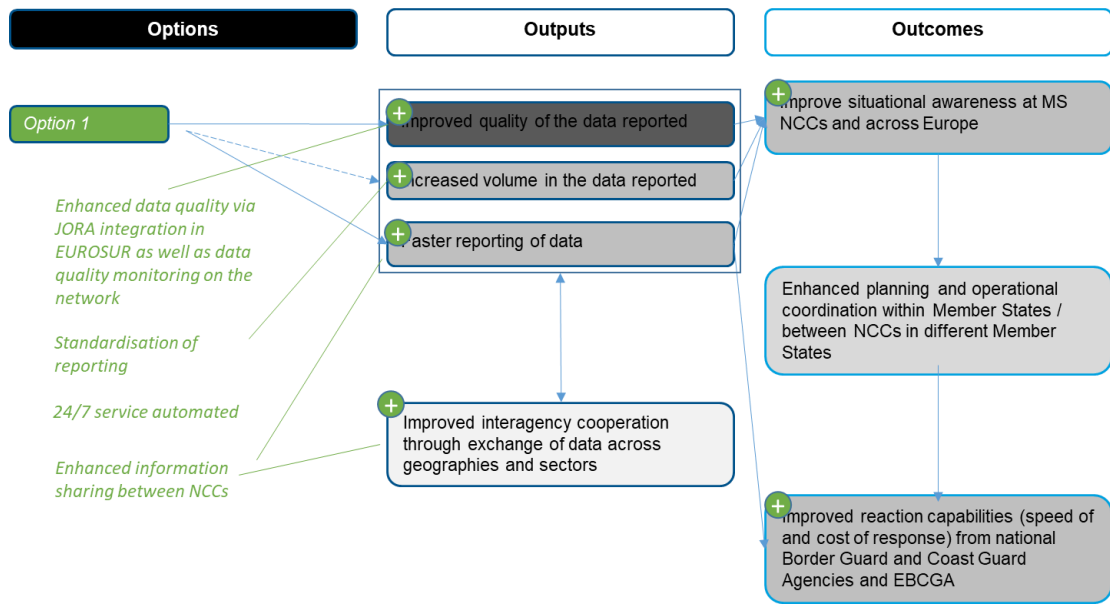 Options
Outputs
Outcomes
Option 1
+
Improved quality of the data reported
+
Increased volume in the data reported
+
Faster reporting of data
+
Improve situational awareness at MS
NCCs and across Europe
Enhanced data quality via
JORA integration in
EUROSUR as well as data
quality monitoring on the
network
Standardisation of
reporting
24/7 service automated
Enhanced information
sharing between NCCs
+
Improved interagency cooperation
through exchange of data across
geographies and sectors
Enhanced planning and operational
coordination within Member States /
between NCCs in different Member
States
+
Improved reaction capabilities (speed of
and cost of response) from national
Border Guard and Coast Guard
Agencies and EBCGA